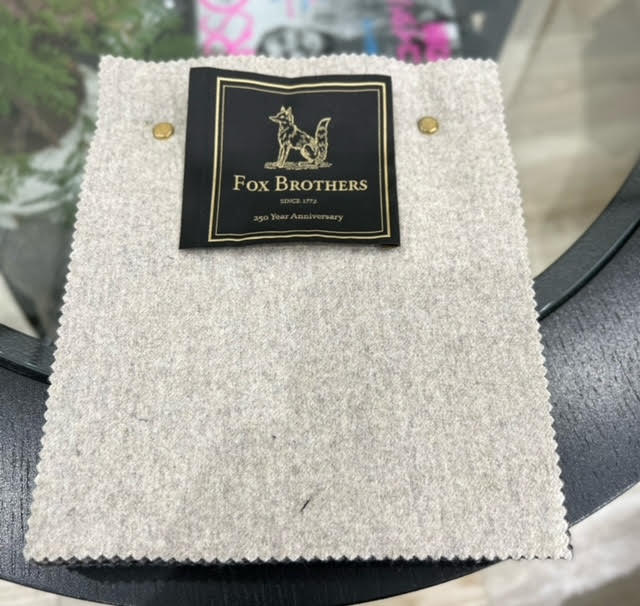 FOX BROTHERS
SINCE. 1772
250 Year Anniversary